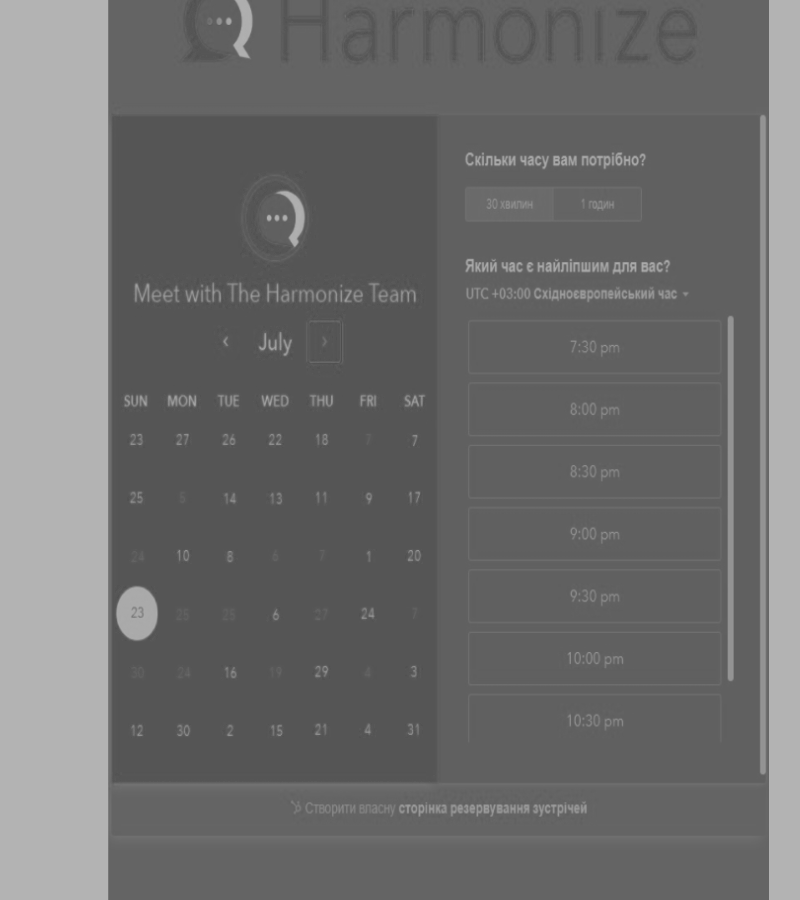 Harmonize
Meet with The Harmonize Team
July
SUN MON TUE WED THU FRI SAT
23 27 26 22 18 7 7
25 5 14 13 11 9 17
24 10 8 6 7 1 20
23 25 25 6 27 24 7
30 24 16 19 29 4 3
12 30 2 15 21 4 31
Скільки часу вам потрібно?
30 хвилин 1 годин
Який час є найліпшим для вас?
UTC +03:00 Східноєвропейський час
7:30 pm
8:00 pm
8:30 pm
9:00 pm
9:30 pm
10:00 pm
10:30 pm
Створити власну сторінка резервування зустрічей